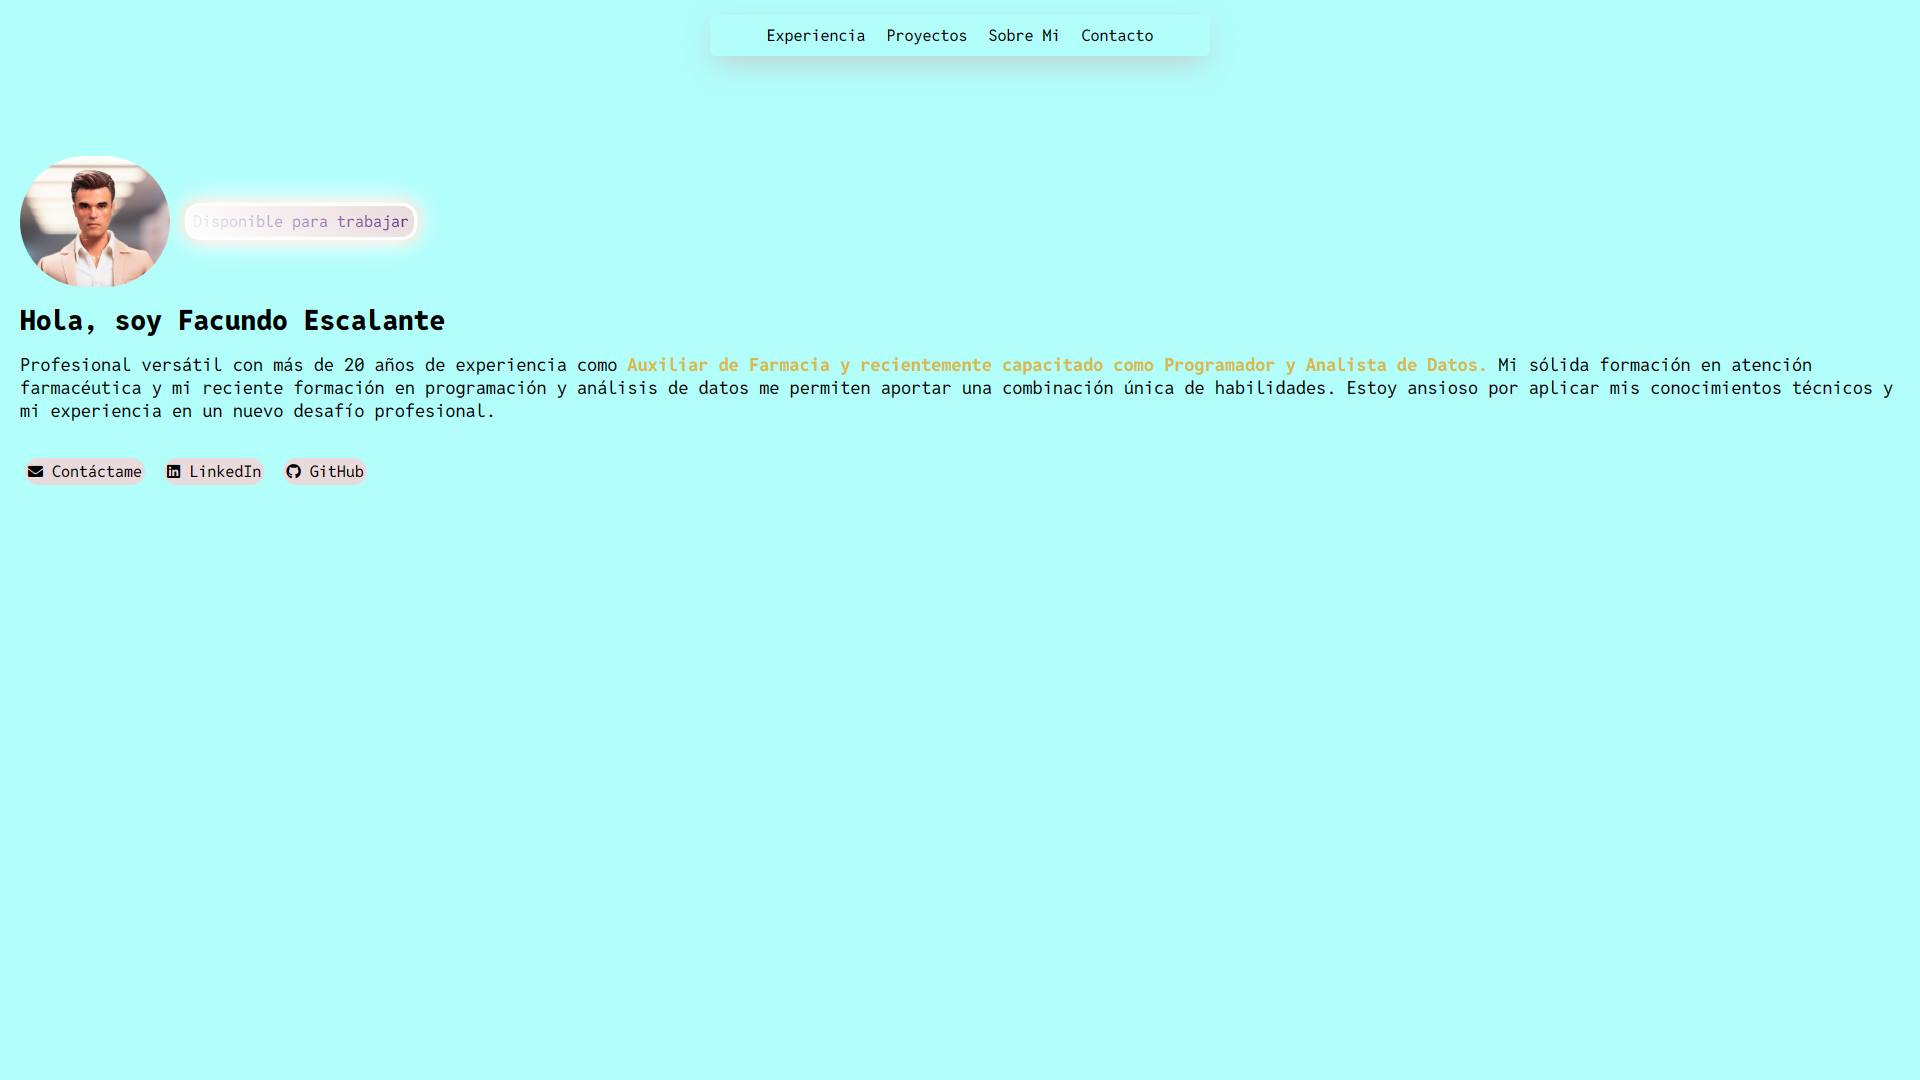 Experiencia Proyectos Sobre Mi Contacto
Disponible para trabajar
Hola, soy Facundo Escalante
Profesional versátil con más de 20 años de experiencia como Auxiliar de Farmacia y recientemente capacitado como Programador y Analista de Datos. Mi sólida formación en atención
farmacéutica y mi reciente formación en programación y análisis de datos me permiten aportar una combinación única de habilidades. Estoy ansioso por aplicar mis conocimientos técnicos y
mi experiencia en un nuevo desafío profesional.
Contáctame LinkedIn GitHub